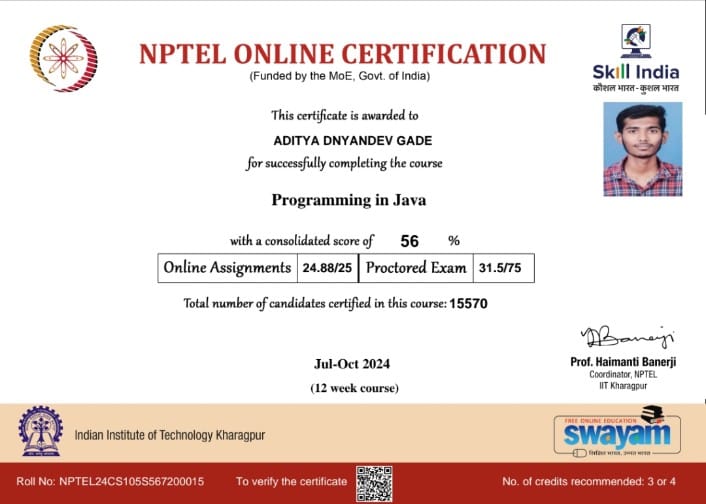 NPTEL ONLINE CERTIFICATION
(Funded by the MoE, Govt. of India)
Skill India
कौशल भारत - कुशल भारत
This certificate is awarded to
ADITYA DNYANDEV GADE
for successfully completing the course
Programming in Java
with a consolidated score of 56 %
Online Assignments 24.88/25 Proctored Exam 31.5/75
Total number of candidates certified in this course: 15570
Jul-Oct 2024
(12 week course)
Prof. Haimanti Banerji
Coordinator, NPTEL
IIT Kharagpur
Indian Institute of Technology Kharagpur
FREE ONLINE EDUCATION
swayam
शिक्षित भारत, उन्नत भारत
Roll No: NPTEL24CS105S567200015 To verify the certificate No. of credits recommended: 3 or 4